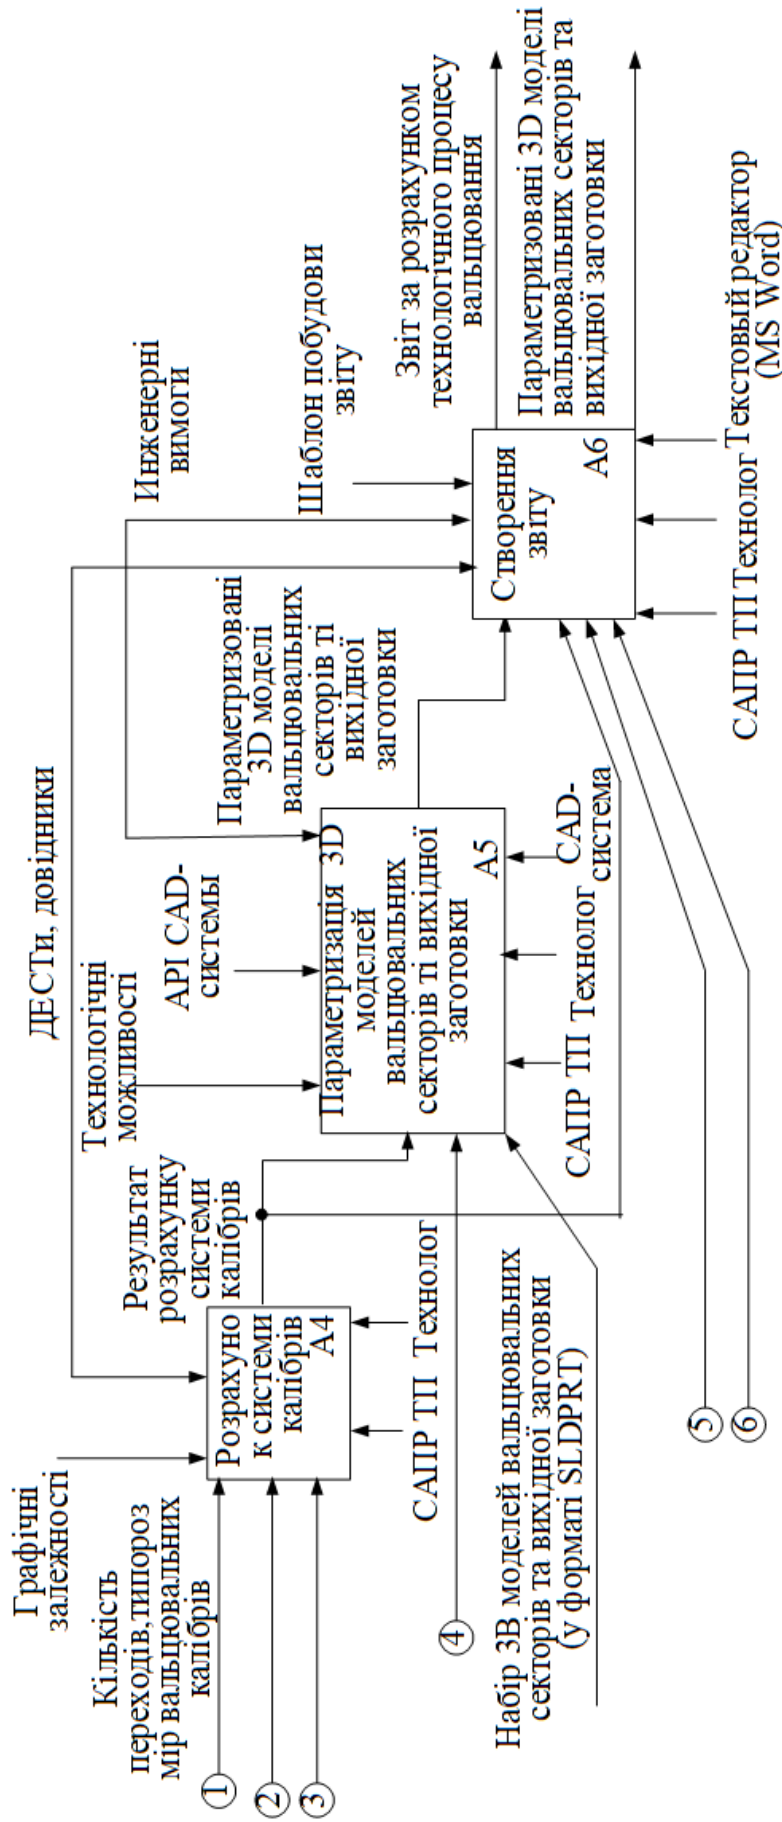 Графічні
залежності
Кількість
переходів,типороз
мір вальцювальних
калібрів
1
2
3
Розрахуно
к системи
калібрів
А4
САПР ТП
Технолог
Результат
розрахунку
системи
калібрів
ДЕСТи, довідники
Технологічні
можливості
API CAD-
системы
Параметризація 3D
моделей
вальцювальних
секторів ті вихідної
заготовки
А5
4
Набір 3В моделей вальцювальних
секторів та вихідної заготовки
(у форматі SLDPRT)
САПР ТП
Технолог
CAD-
система
Параметризовані
3D моделі
вальцювальних
секторів ті
вихідної
заготовки
Инженерні
вимоги
Шаблон побудови
звіту
Створення
звіту
А6
5
6
САПР ТП
Технолог
Текстовый редактор
(MS Word)
Звіт за розрахунком
технологічного процесу
вальцювання
Параметризовані 3D моделі
вальцювальних секторів та
вихідної заготовки